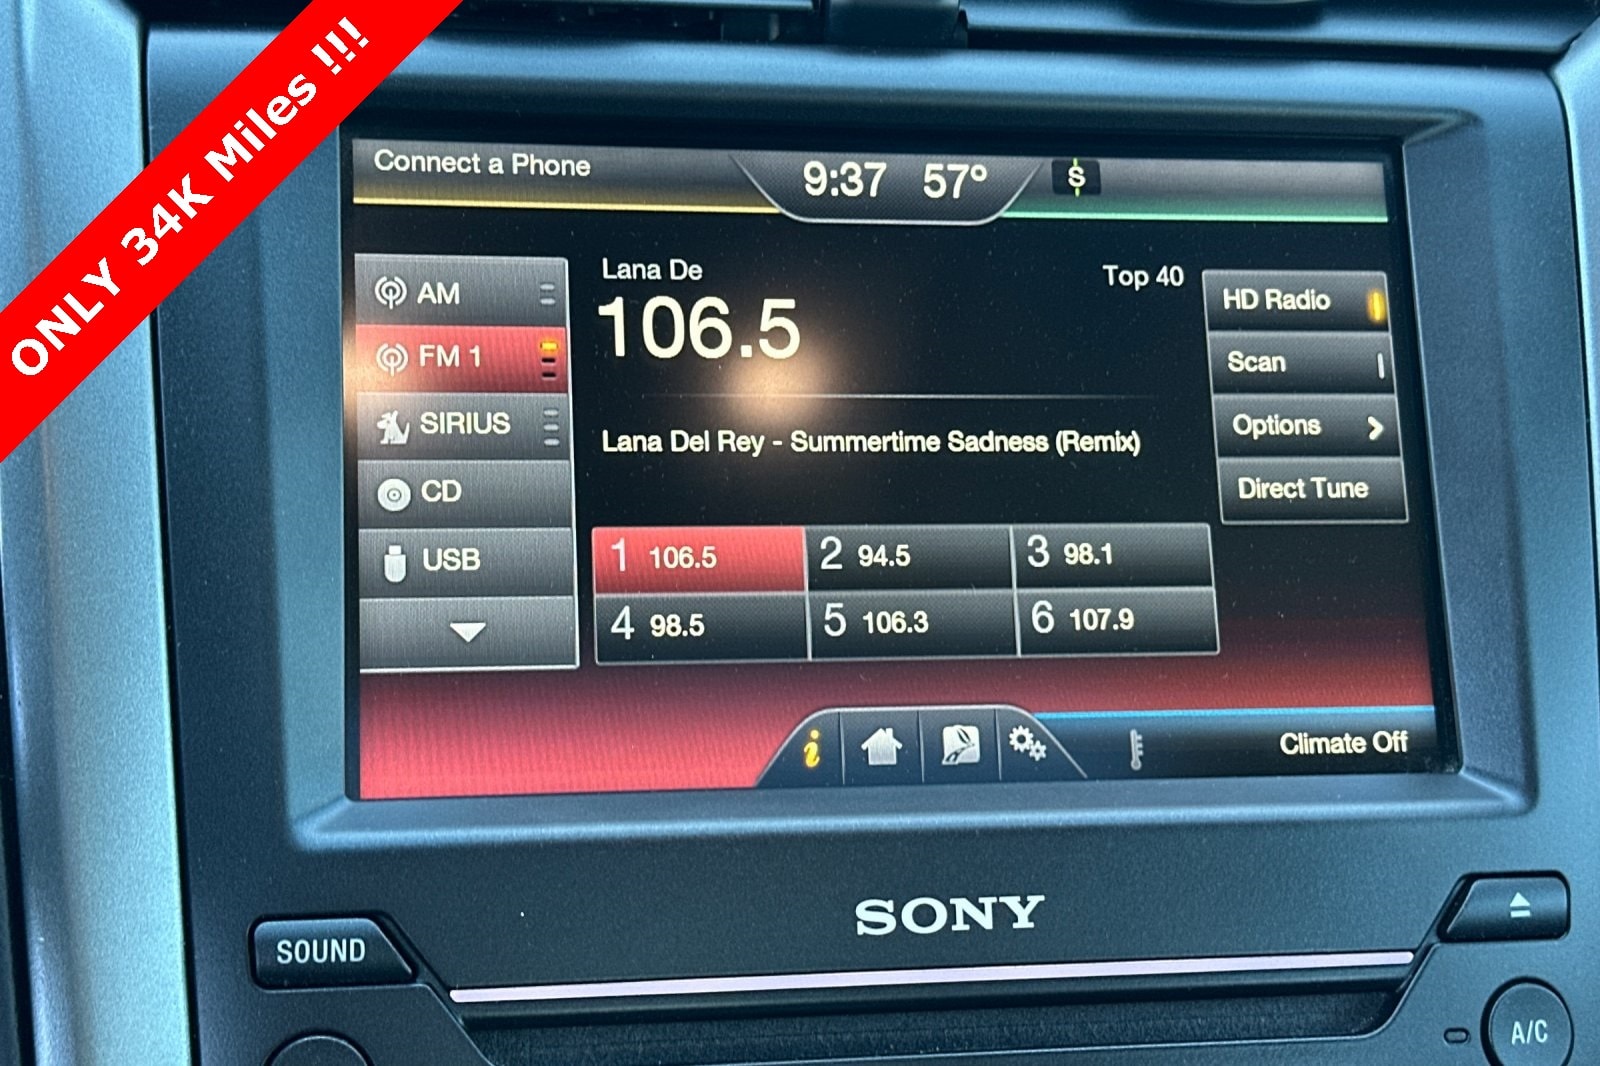 ONLY 34K Miles !!!
Connect a Phone
9:37 57°
S
AM
FM 1
SIRIUS
CD
USB
Lana De
106.5
Top 40
Lana Del Rey - Summertime Sadness (Remix)
HD Radio
Scan
Options
Direct Tune
1 106.5
2 94.5
3 98.1
4 98.5
5 106.3
6 107.9
i
Climate Off
SONY
SOUND
A/C